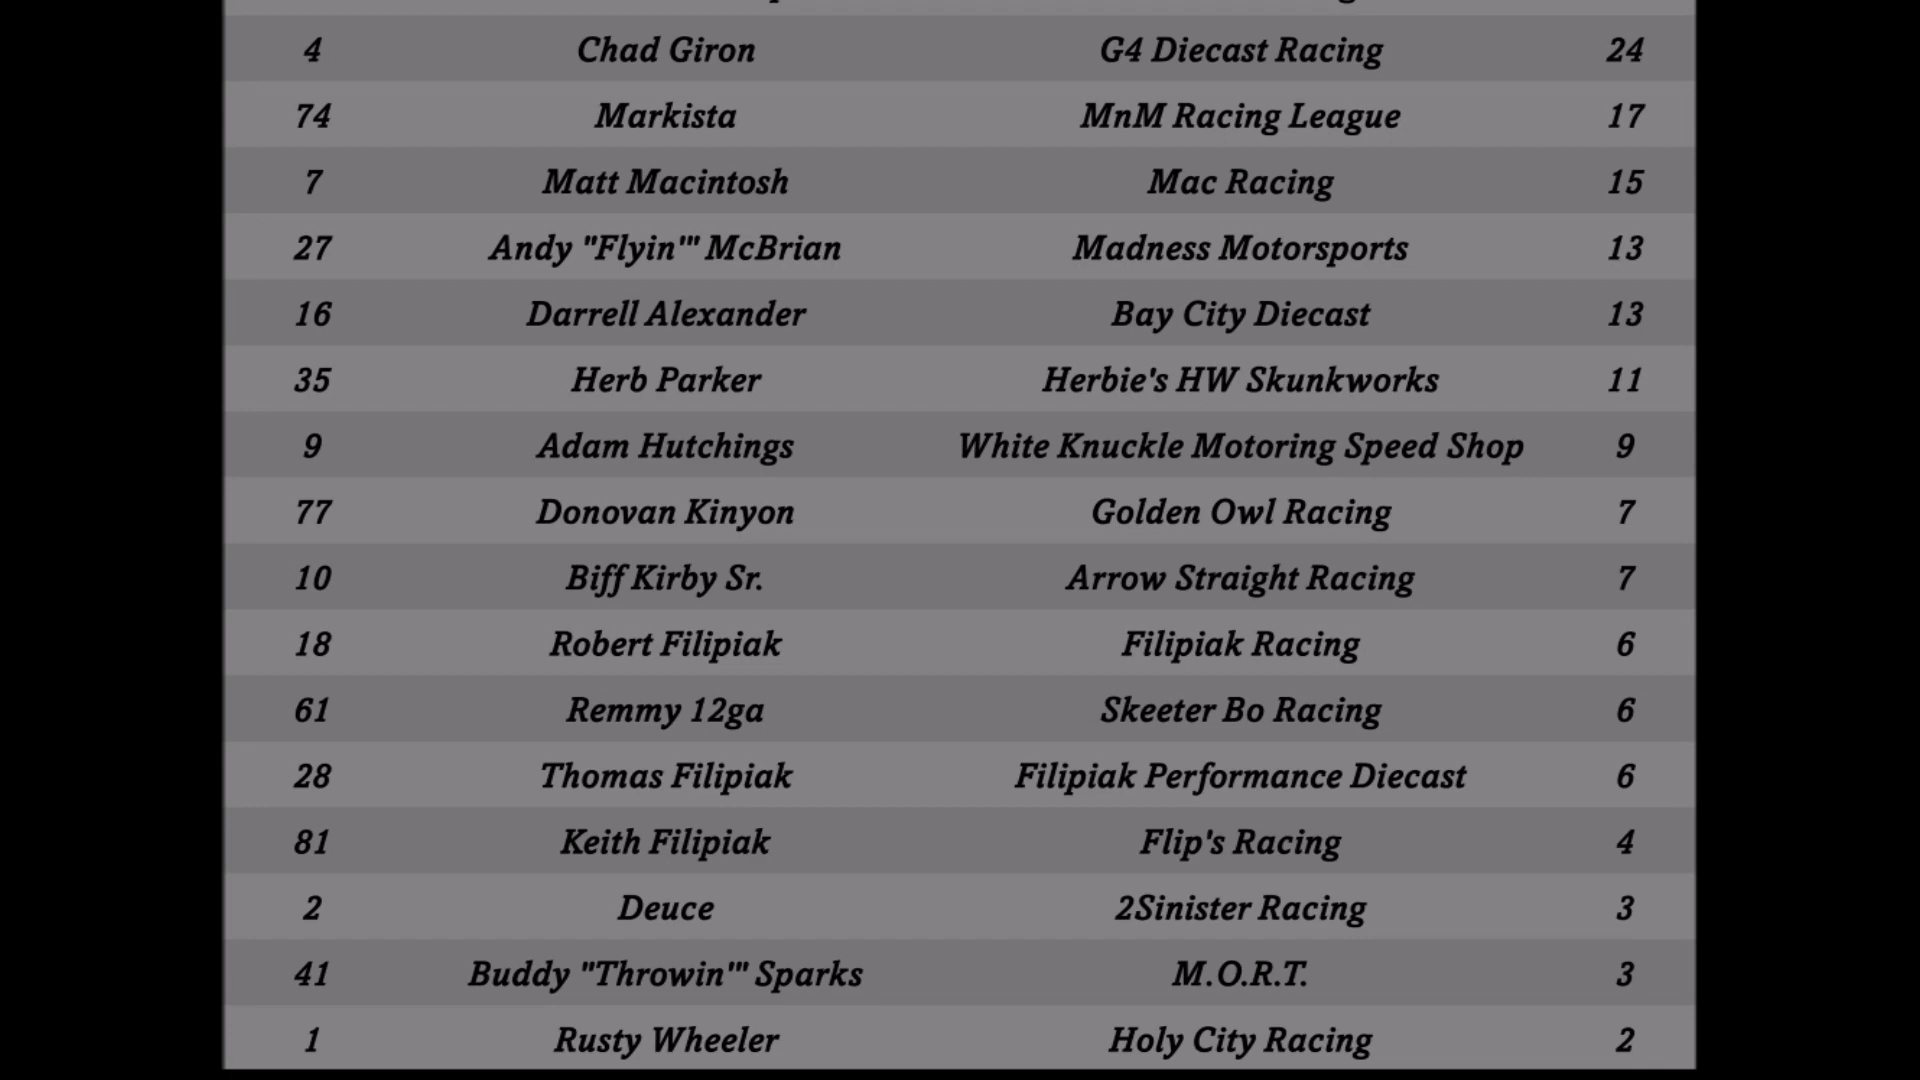 4 Chad Giron G4 Diecast Racing 24
74 Markista MnM Racing League 17
7 Matt Macintosh Mac Racing 15
27 Andy "Flyin'" McBrian Madness Motorsports 13
16 Darrell Alexander Bay City Diecast 13
35 Herb Parker Herbie's HW Skunkworks 11
9 Adam Hutchings White Knuckle Motoring Speed Shop 9
77 Donovan Kinyon Golden Owl Racing 7
10 Biff Kirby Sr. Arrow Straight Racing 7
18 Robert Filipiak Filipiak Racing 6
61 Remmy 12ga Skeeter Bo Racing 6
28 Thomas Filipiak Filipiak Performance Diecast 6
81 Keith Filipiak Flip's Racing 4
2 Deuce 2Sinister Racing 3
41 Buddy "Throwin'" Sparks M.O.R.T. 3
1 Rusty Wheeler Holy City Racing 2